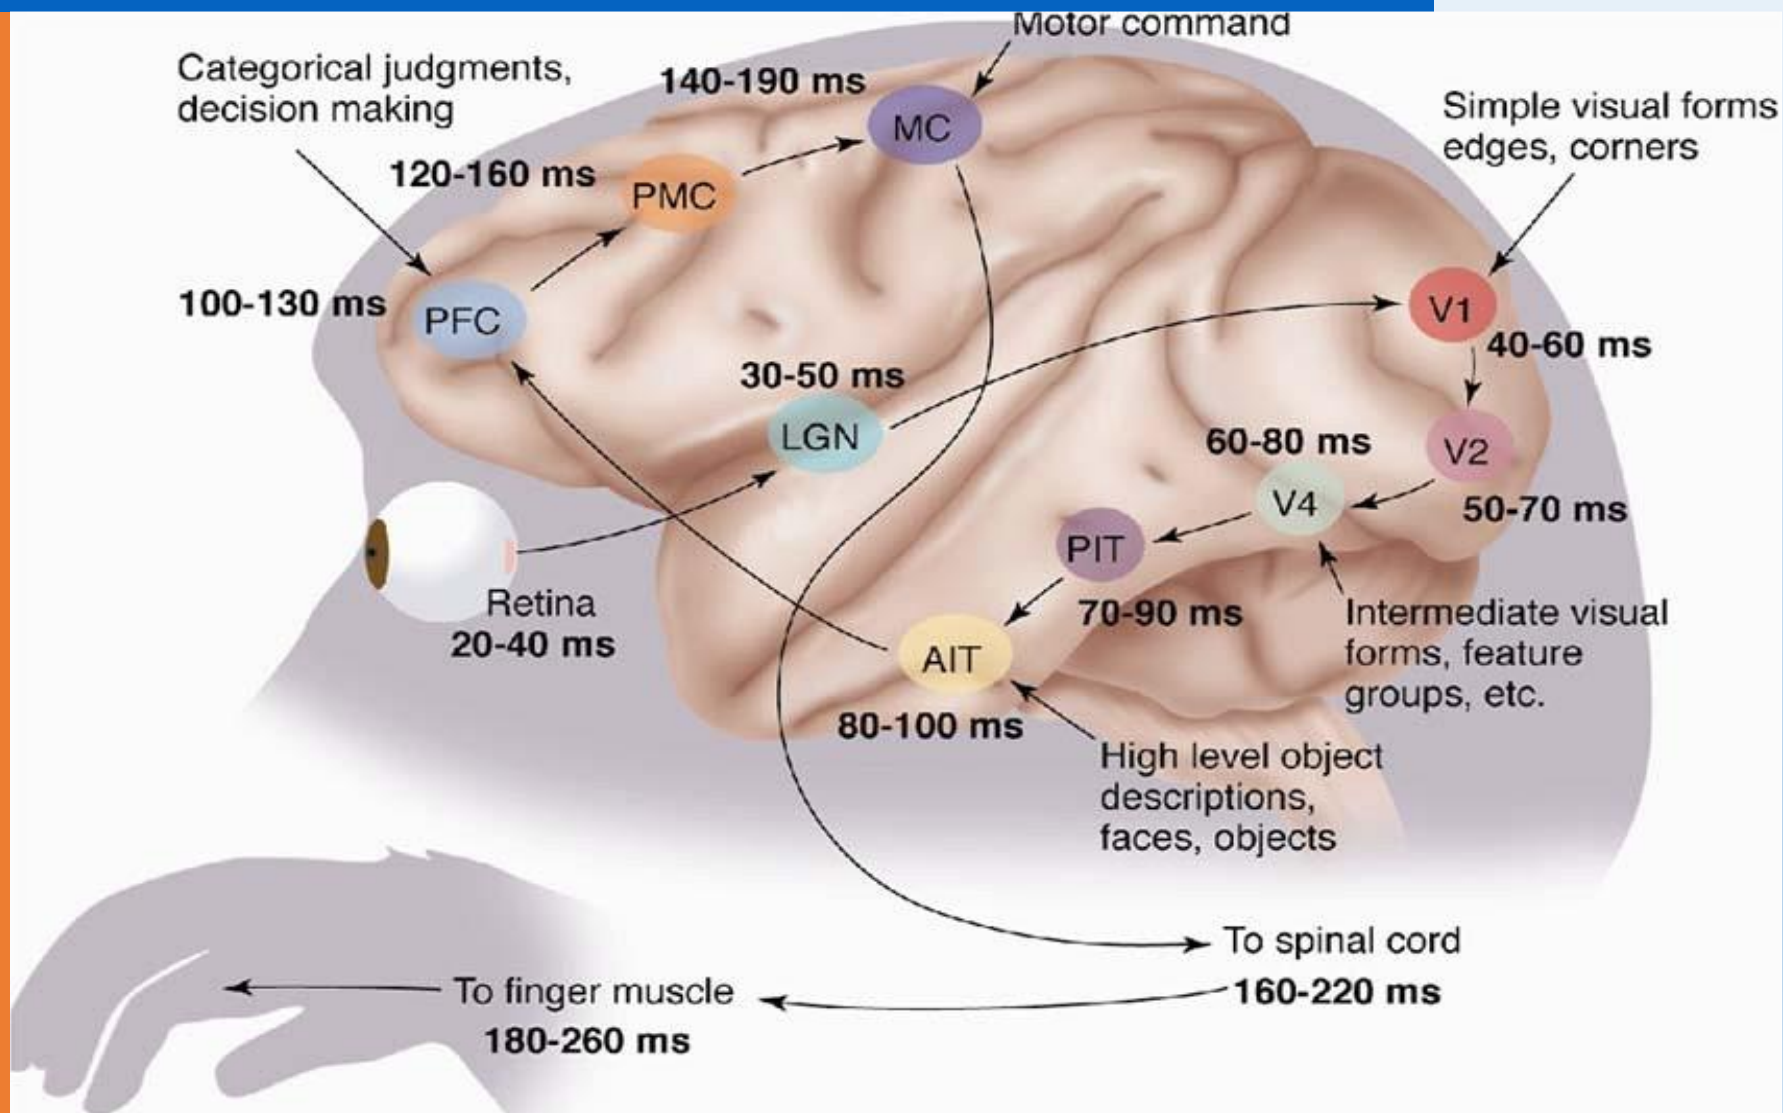 Motor command
Categorical judgments,
decision making
140-190 ms
MC
Simple visual forms
edges, corners
120-160 ms
PMC
100-130 ms
PFC
V1
40-60 ms
30-50 ms
LGN
60-80 ms
V2
V4
50-70 ms
PIT
Retina
20-40 ms
70-90 ms
Intermediate visual
forms, feature
groups, etc.
AIT
80-100 ms
High level object
descriptions,
faces, objects
To spinal cord
160-220 ms
To finger muscle
180-260 ms